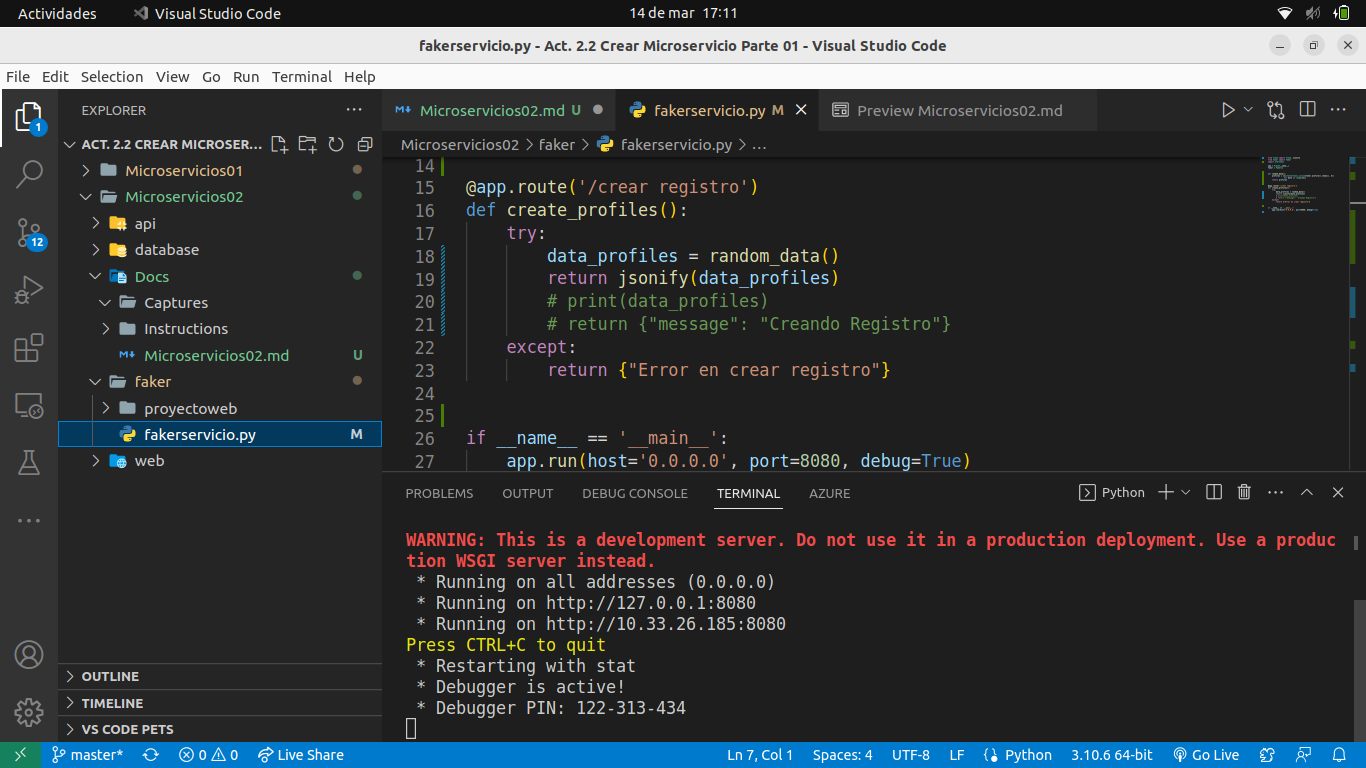 Actividades
Visual Studio Code
14 de mar 17:11
fakerservicio.py - Act. 2.2 Crear Microservicio Parte 01 - Visual Studio Code
File Edit Selection View Go Run Terminal Help
EXPLORER
ACT. 2.2 CREAR MICROSER...
Microservicios01
Microservicios02
api
database
Docs
Captures
Instructions
Microservicios02.md U
faker
proyectoweb
fakerservicio.py M
web
OUTLINE
TIMELINE
VS CODE PETS
1
12
Microservicios02.md U
fakerservicio.py M
Preview Microservicios02.md
Microservicios02 > faker > fakerservicio.py > ...
14
15 @app.route('/crear registro')
16 def create_profiles():
17 try:
18 data_profiles = random_data()
19 return jsonify(data_profiles)
20 # print(data_profiles)
21 # return {"message": "Creando Registro"}
22 except:
23 return {"Error en crear registro"}
24
25
26 if __name__ == '__main__':
27 app.run(host='0.0.0.0', port=8080, debug=True)
PROBLEMS OUTPUT DEBUG CONSOLE TERMINAL AZURE
Python
WARNING: This is a development server. Do not use it in a production deployment. Use a produc
tion WSGI server instead.
* Running on all addresses (0.0.0.0)
* Running on http://127.0.0.1:8080
* Running on http://10.33.26.185:8080
Press CTRL+C to quit
* Restarting with stat
* Debugger is active!
* Debugger PIN: 122-313-434
master* 0 0 Live Share Ln 7, Col 1 Spaces: 4 UTF-8 LF Python 3.10.6 64-bit Go Live